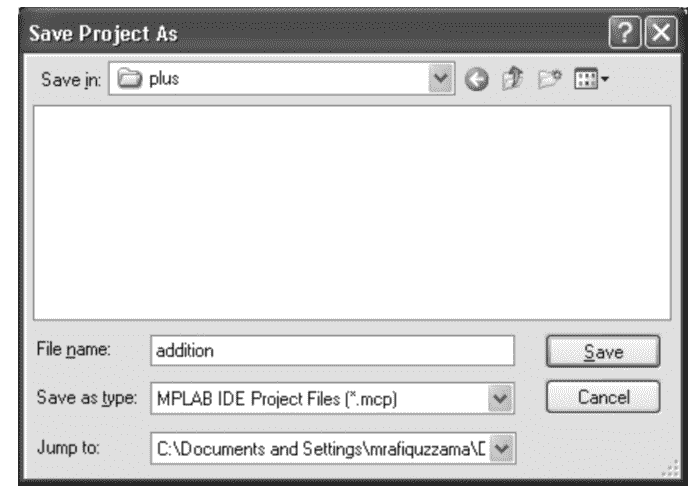 Save Project As
Save in: plus
File name: addition Save
Save as type: MPLAB IDE Project Files (*.mcp) Cancel
Jump to: C:\Documents and Settings\mrafiquzzama\D